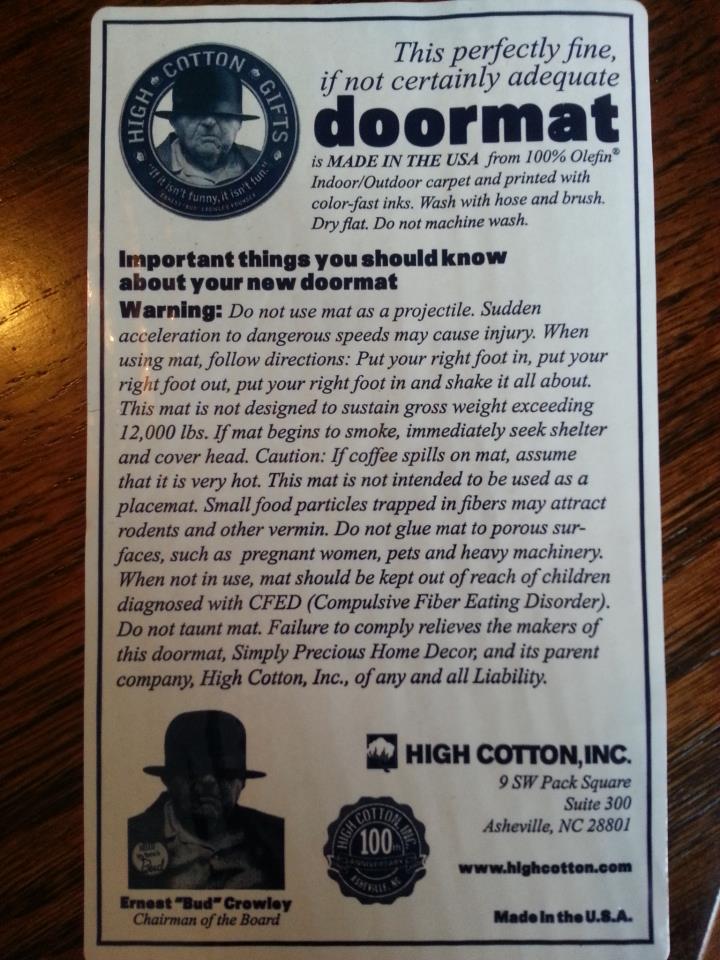 HIGH COTTON GIFTS
"If it isn't funny, it isn't fun."
This perfectly fine,
if not certainly adequate
doormat
is MADE IN THE USA from 100% Olefin®
Indoor/Outdoor carpet and printed with
color-fast inks. Wash with hose and brush.
Dry flat. Do not machine wash.
Important things you should know
about your new doormat
Warning: Do not use mat as a projectile. Sudden
acceleration to dangerous speeds may cause injury. When
using mat, follow directions: Put your right foot in, put your
right foot out, put your right foot in and shake it all about.
This mat is not designed to sustain gross weight exceeding
12,000 lbs. If mat begins to smoke, immediately seek shelter
and cover head. Caution: If coffee spills on mat, assume
that it is very hot. This mat is not intended to be used as a
placemat. Small food particles trapped in fibers may attract
rodents and other vermin. Do not glue mat to porous sur-
faces, such as pregnant women, pets and heavy machinery.
When not in use, mat should be kept out of reach of children
diagnosed with CFED (Compulsive Fiber Eating Disorder).
Do not taunt mat. Failure to comply relieves the makers of
this doormat, Simply Precious Home Decor, and its parent
company, High Cotton, Inc., of any and all Liability.
Bud
Ernest "Bud" Crowley
Chairman of the Board
HIGH COTTON, INC.
100th
ANNIVERSARY
ASHEVILLE, NC
HIGH COTTON, INC.
9 SW Pack Square
Suite 300
Asheville, NC 28801
www.highcotton.com
Made in the U.S.A.